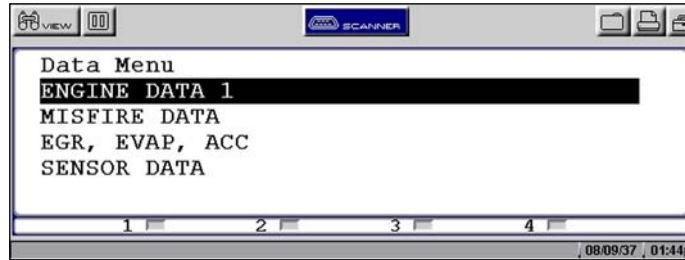 VIEW SCANNER
Data Menu
ENGINE DATA 1
MISFIRE DATA
EGR, EVAP, ACC
SENSOR DATA
1 2 3 4
08/09/37 01:44